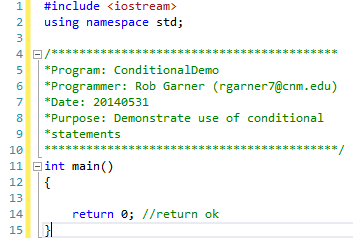 1 #include <iostream>
2 using namespace std;
3
4 /****************************************
5 *Program: ConditionalDemo
6 *Programmer: Rob Garner (rgarner7@cnm.edu)
7 *Date: 20140531
8 *Purpose: Demonstrate use of conditional
9 *statements
10 *****************************************/
11 int main()
12 {
13
14 return 0; //return ok
15 }